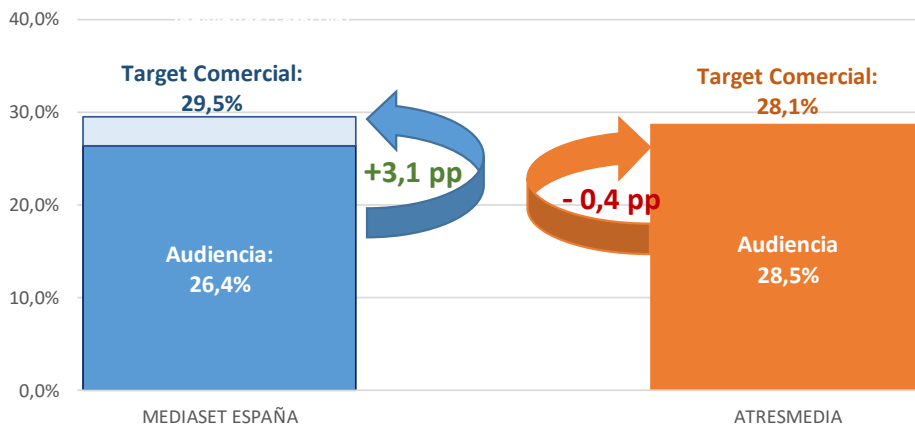 40,0%
Target Comercial:
29,5%
Target Comercial:
28,1%
30,0%
+3,1 pp
- 0,4 pp
20,0%
Audiencia:
26,4%
Audiencia
28,5%
10,0%
0,0%
MEDIASET ESPAÑA
ATRESMEDIA